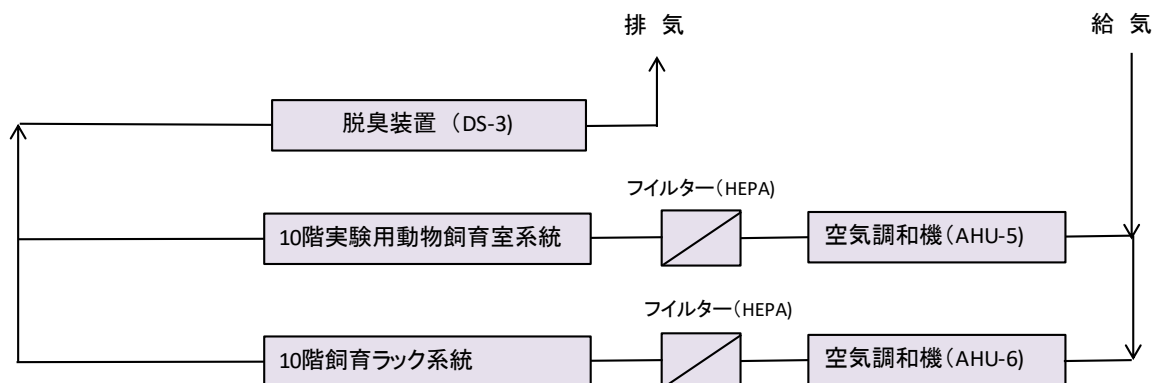 排 気
給 気
脱臭装置 (DS-3)
フイルター(HEPA)
10階実験用動物飼育室系統
空気調和機(AHU-5)
フイルター(HEPA)
10階飼育ラック系統
空気調和機(AHU-6)